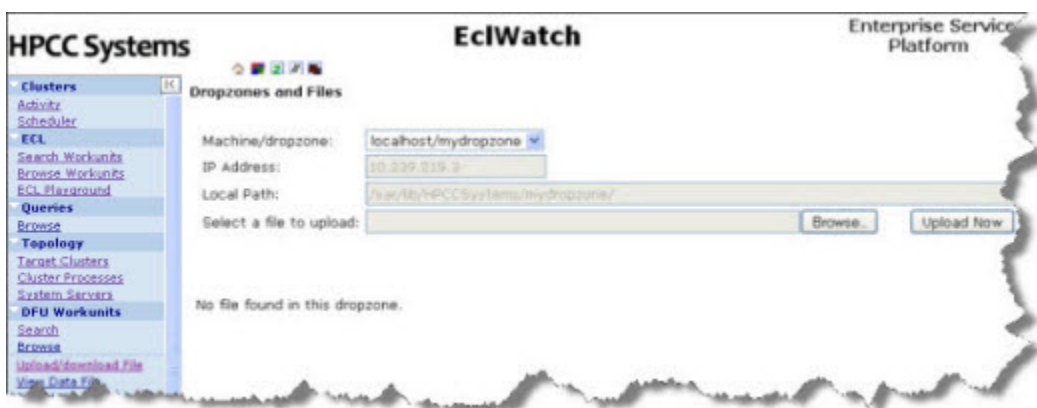 HPCC Systems
EclWatch
Enterprise Service
Platform
Clusters
Activity
Scheduler
ECL
Search Workunits
Browse Workunits
ECL Playground
Queries
Browse
Topology
Target Clusters
Cluster Processes
System Servers
DFU Workunits
Search
Browse
Upload/download File
View Data File
Dropzones and Files
Machine/dropzone: localhost/mydropzone
IP Address:
Local Path: /var/lib/HPCCSystems/mydropzone/
Select a file to upload: Browse... Upload Now
No file found in this dropzone.